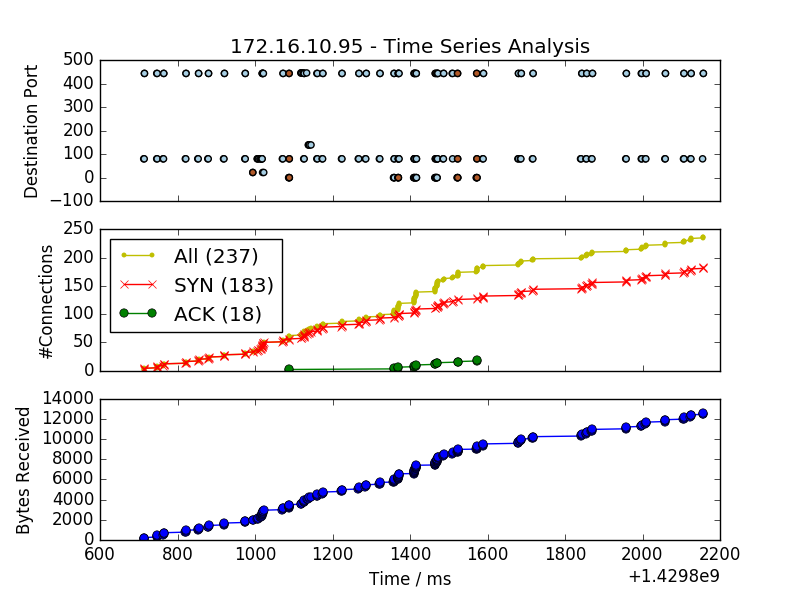 172.16.10.95 - Time Series Analysis
Destination Port
500
400
300
200
100
0
−100
#Connections
250
200
150
100
50
0
All (237)
SYN (183)
ACK (18)
Bytes Received
14000
12000
10000
8000
6000
4000
2000
0
600 800 1000 1200 1400 1600 1800 2000 2200
Time / ms
+1.4298e9